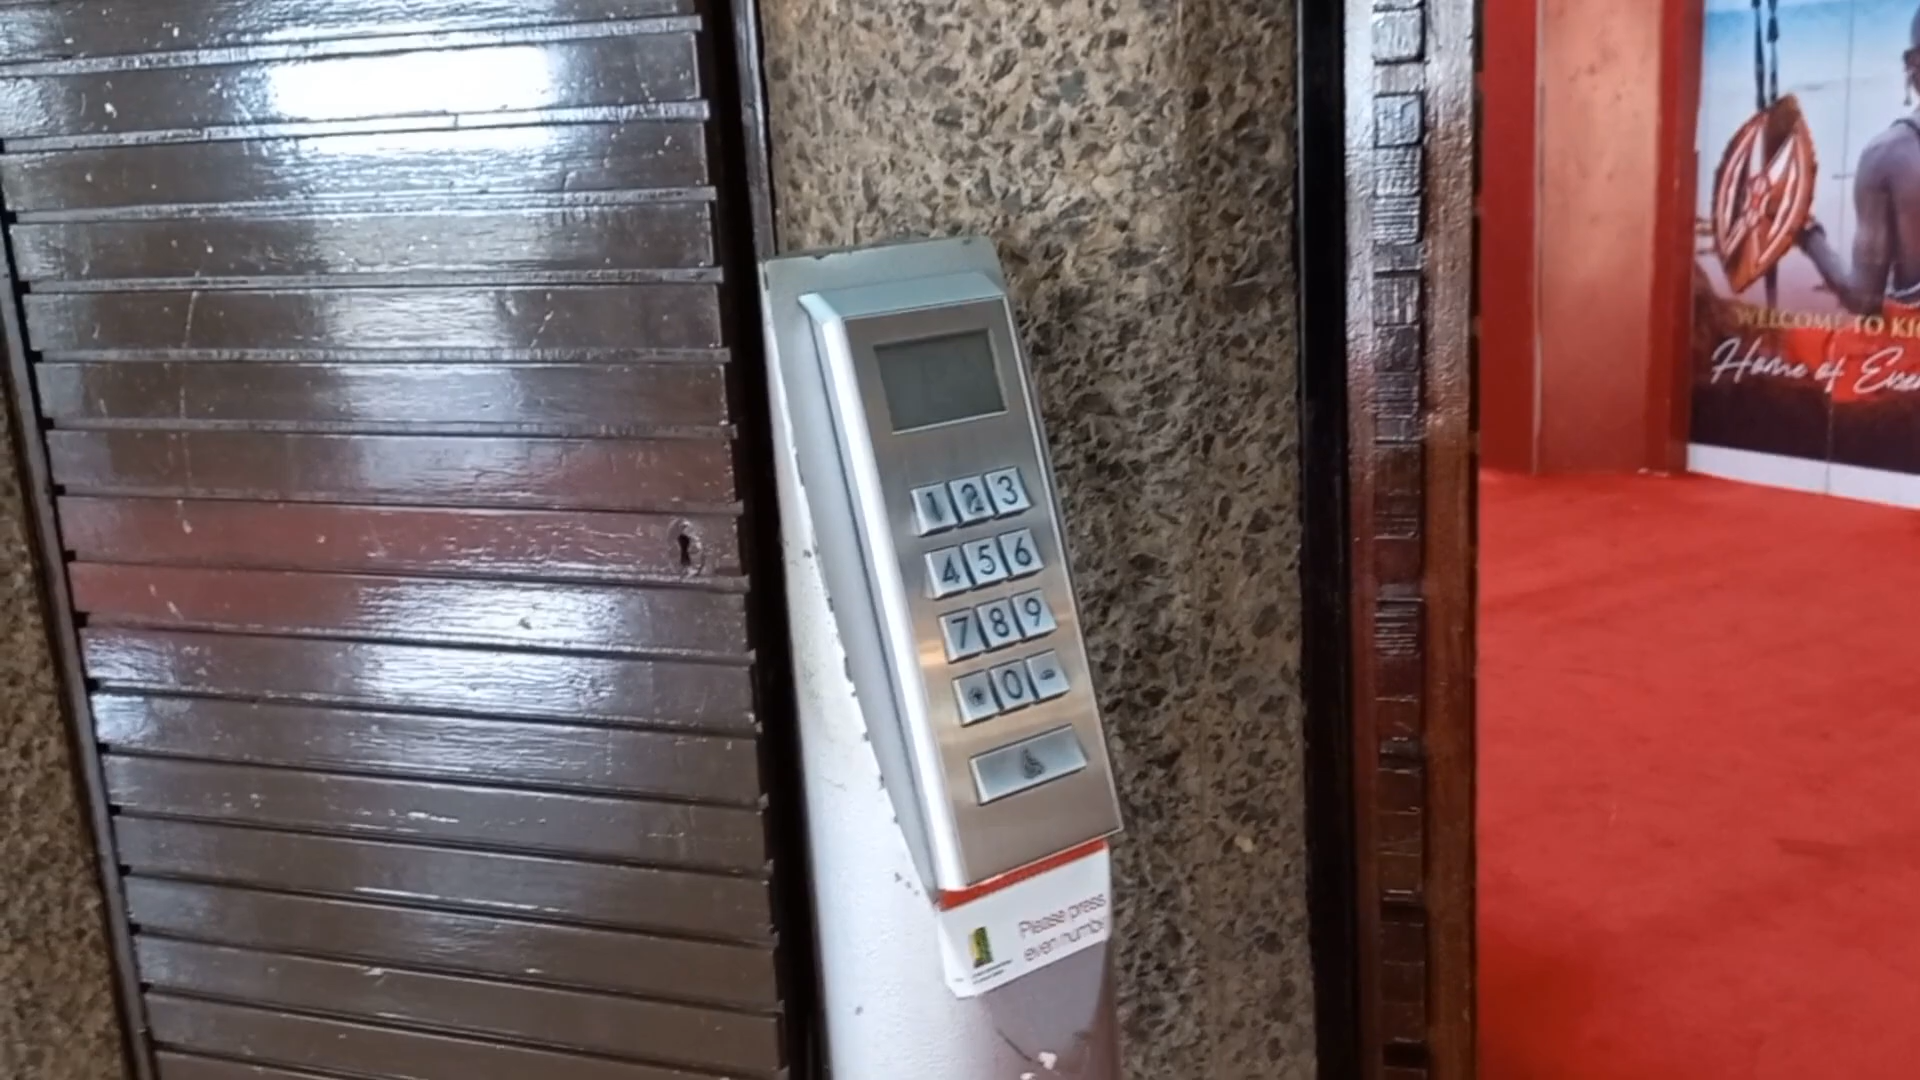 1 2 3
4 5 6
7 8 9
* 0 -
Please press
even numb
WELCOME TO KI
Home of Even